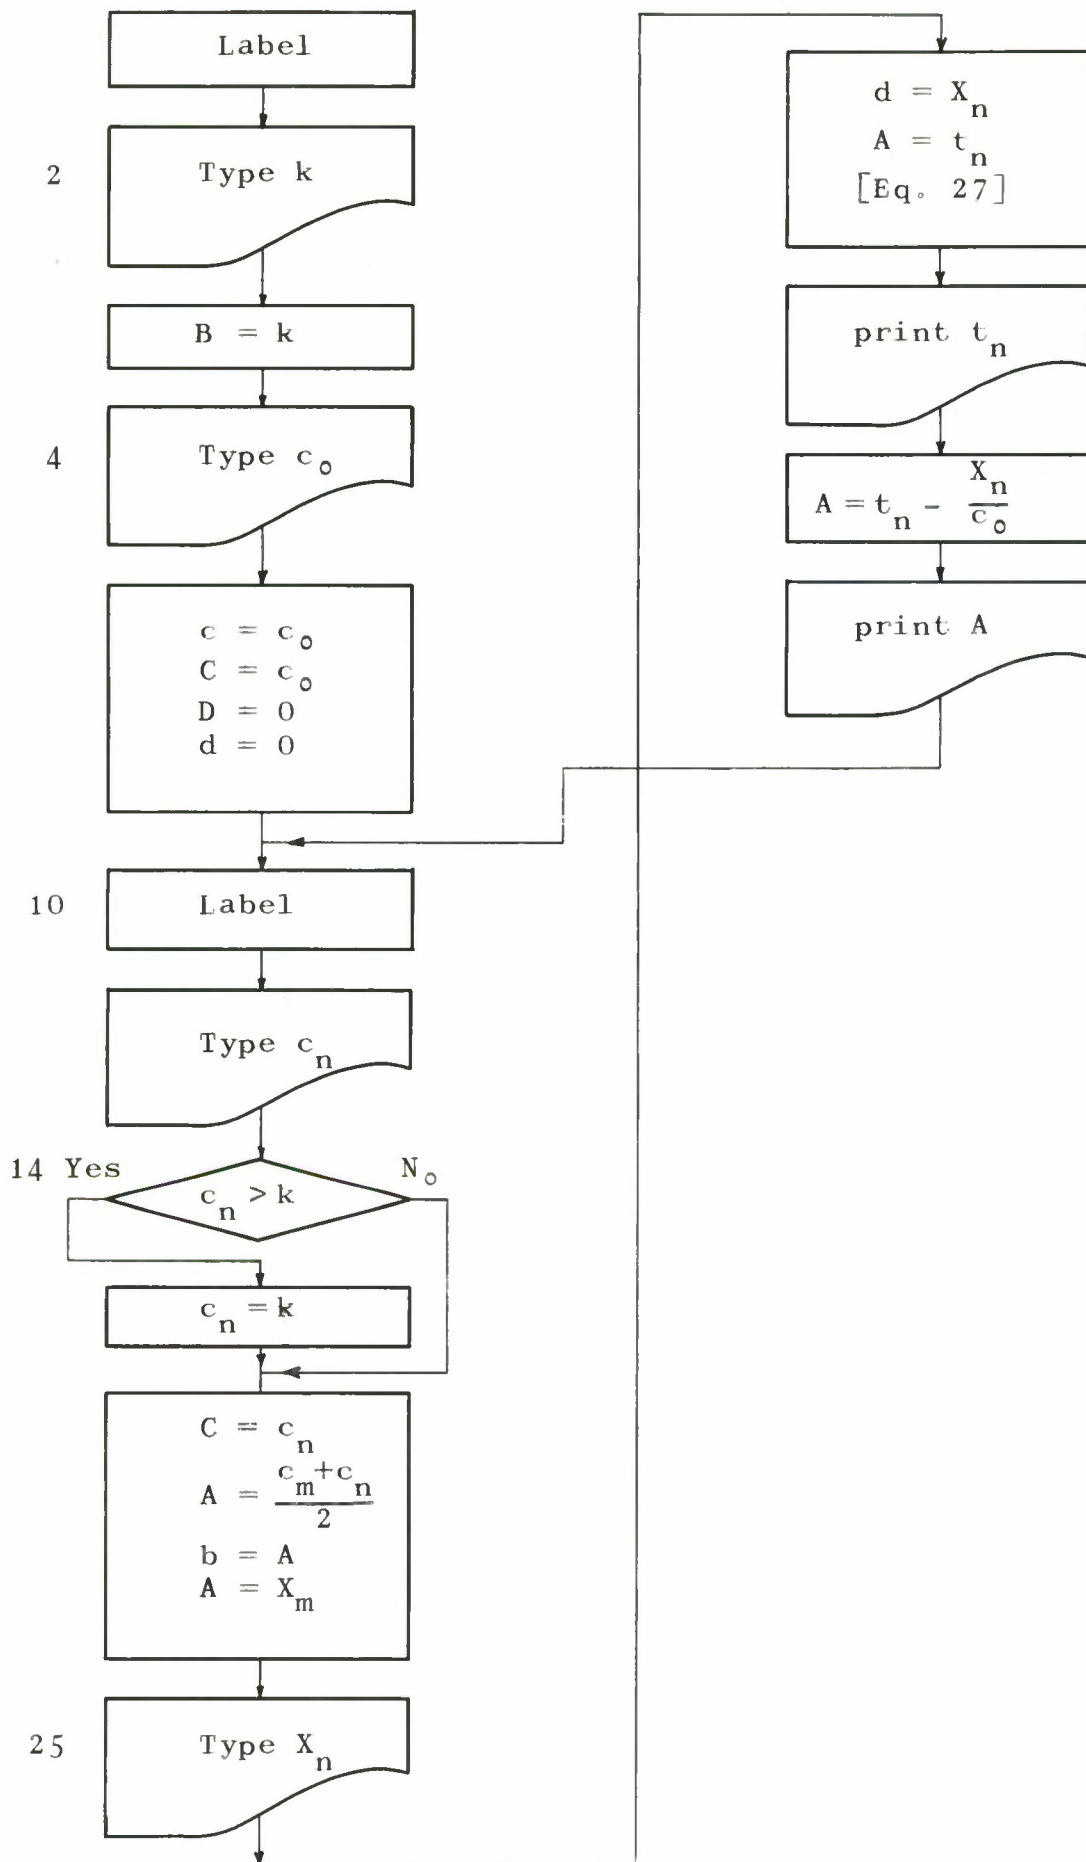 Label
2
Type k
B = k
4
Type c₀
c = c₀
C = c₀
D = 0
d = 0
10
Label
Type cₙ
14 Yes
N₀
cₙ > k
cₙ = k
C = cₙ
A = (cₘ+cₙ)/2
b = A
A = Xₘ
25
Type Xₙ
d = Xₙ
A = tₙ
[Eq. 27]
print tₙ
A = tₙ - Xₙ/c₀
print A